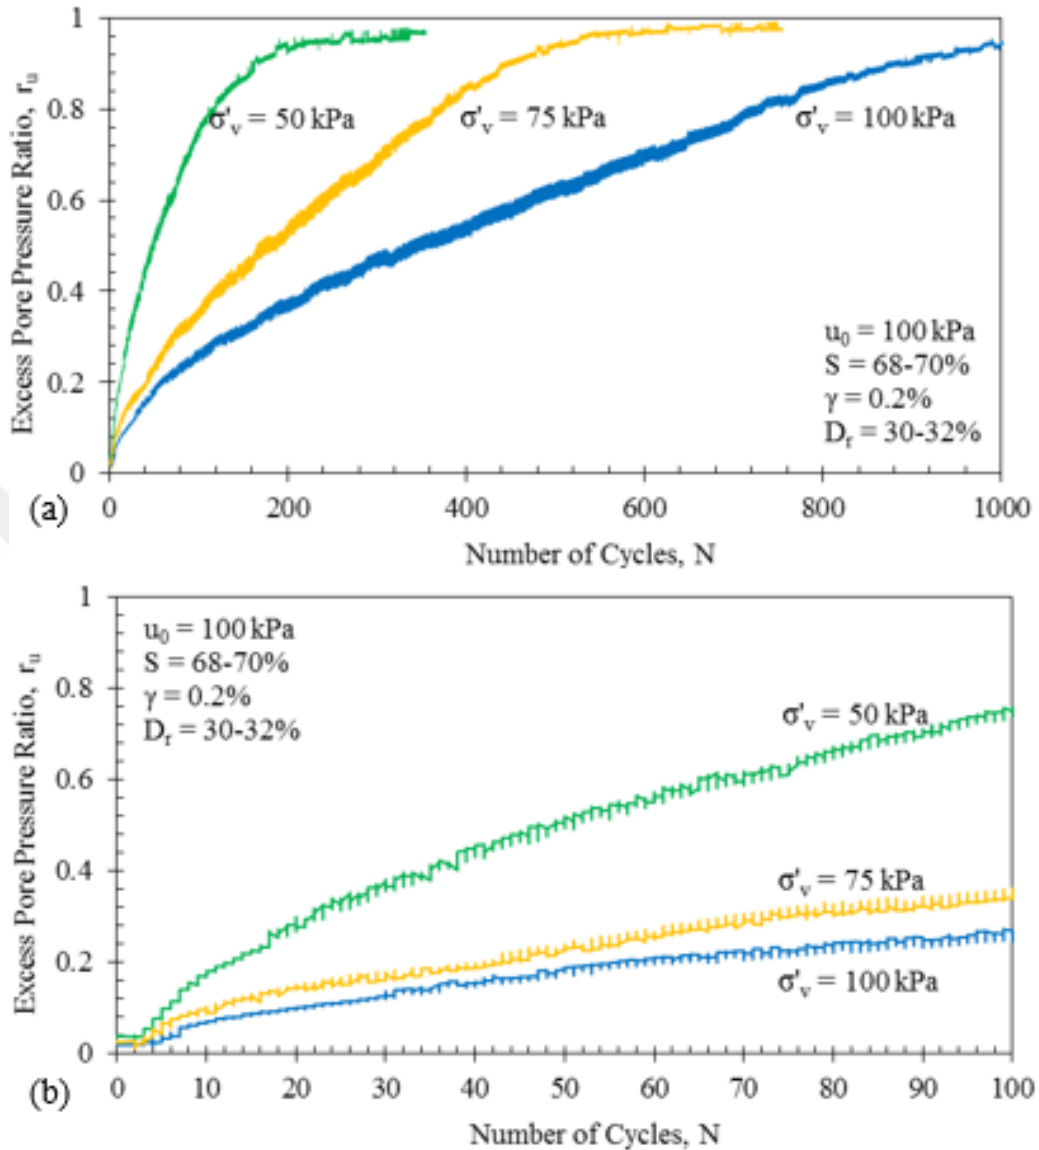 1
0.8
0.6
0.4
0.2
0
Excess Pore Pressure Ratio, rᵤ
σ'ᵥ = 50 kPa
σ'ᵥ = 75 kPa
σ'ᵥ = 100 kPa
u₀ = 100 kPa
S = 68-70%
γ = 0.2%
Dᵣ = 30-32%
0 200 400 600 800 1000
(a)
Number of Cycles, N
1
0.8
0.6
0.4
0.2
0
Excess Pore Pressure Ratio, rᵤ
u₀ = 100 kPa
S = 68-70%
γ = 0.2%
Dᵣ = 30-32%
σ'ᵥ = 50 kPa
σ'ᵥ = 75 kPa
σ'ᵥ = 100 kPa
0 10 20 30 40 50 60 70 80 90 100
(b)
Number of Cycles, N